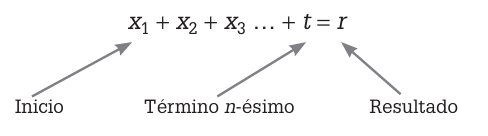 x₁ + x₂ + x₃ … + t = r
Inicio Término n-ésimo Resultado